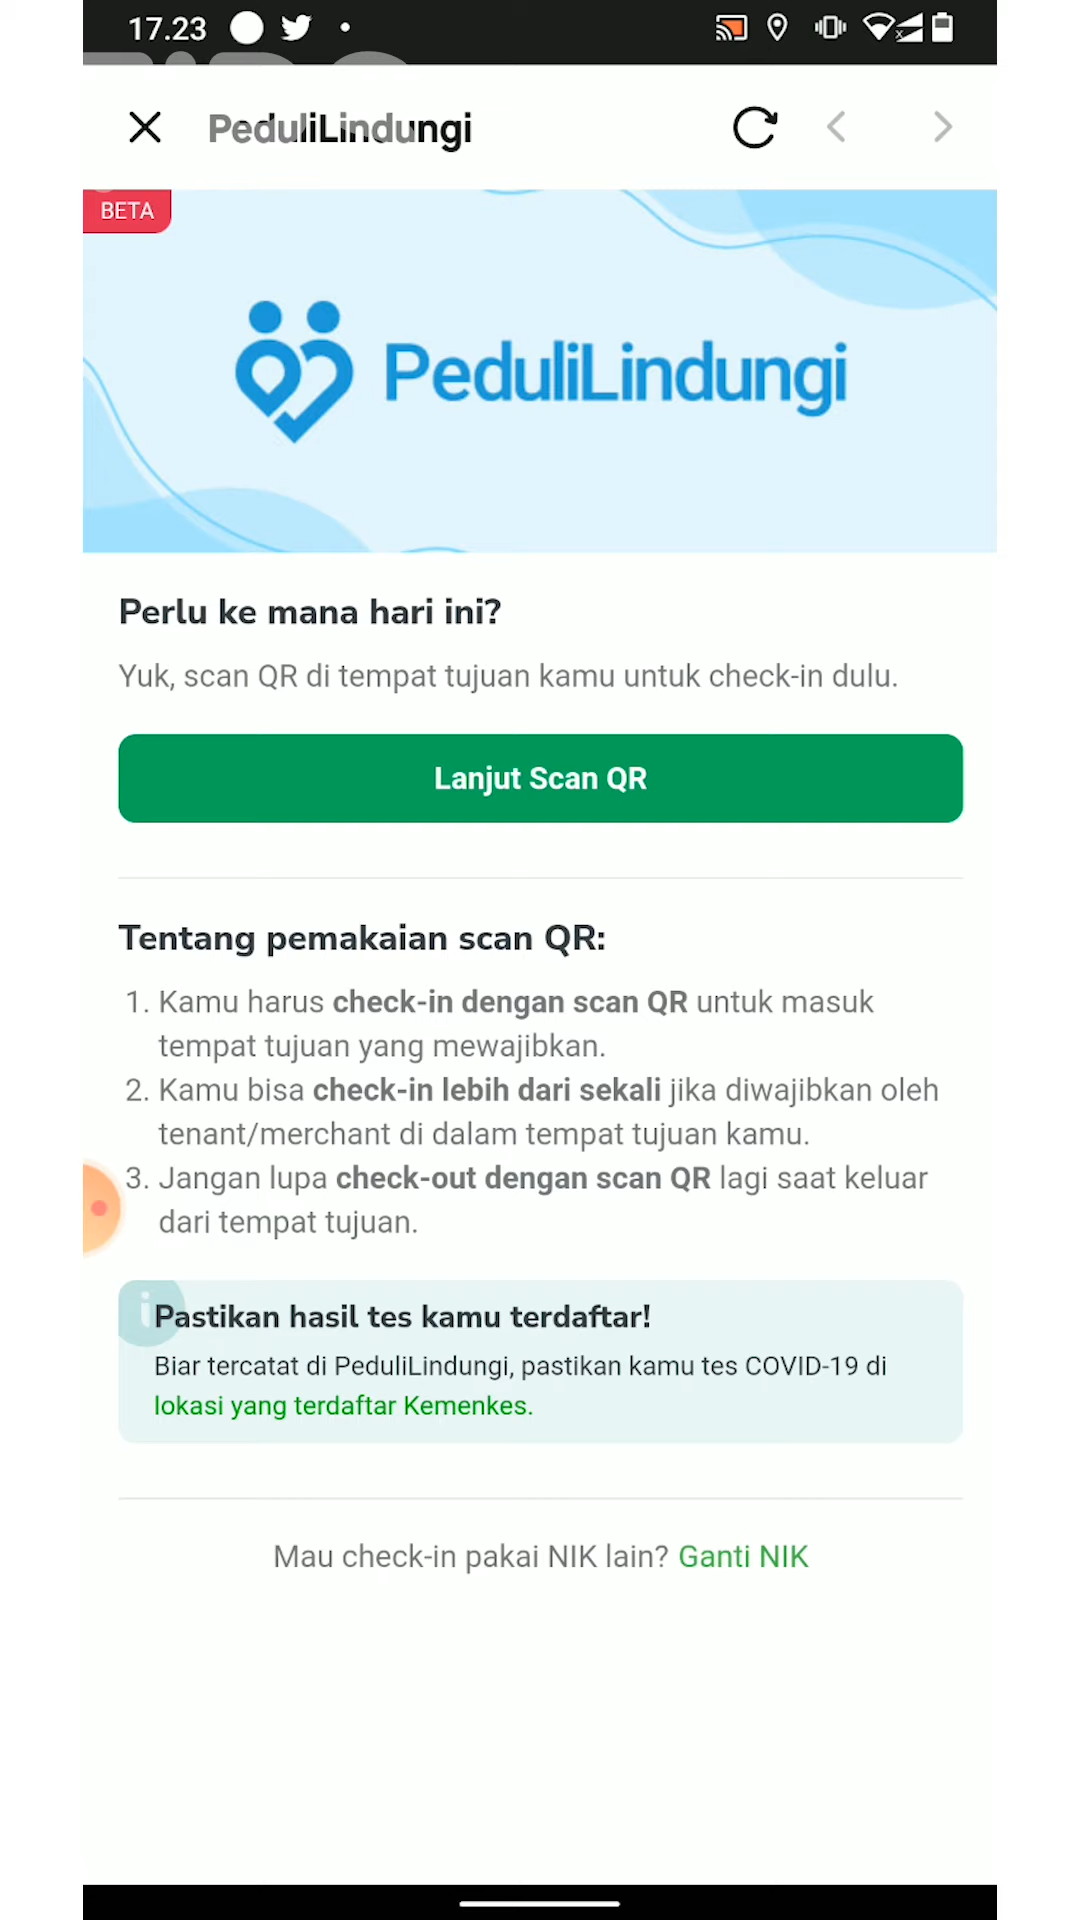 17.23
PeduliLindungi
BETA
PeduliLindungi
Perlu ke mana hari ini?
Yuk, scan QR di tempat tujuan kamu untuk check-in dulu.
Lanjut Scan QR
Tentang pemakaian scan QR:
1. Kamu harus check-in dengan scan QR untuk masuk
tempat tujuan yang mewajibkan.
2. Kamu bisa check-in lebih dari sekali jika diwajibkan oleh
tenant/merchant di dalam tempat tujuan kamu.
3. Jangan lupa check-out dengan scan QR lagi saat keluar
dari tempat tujuan.
Pastikan hasil tes kamu terdaftar!
Biar tercatat di PeduliLindungi, pastikan kamu tes COVID-19 di
lokasi yang terdaftar Kemenkes.
Mau check-in pakai NIK lain? Ganti NIK